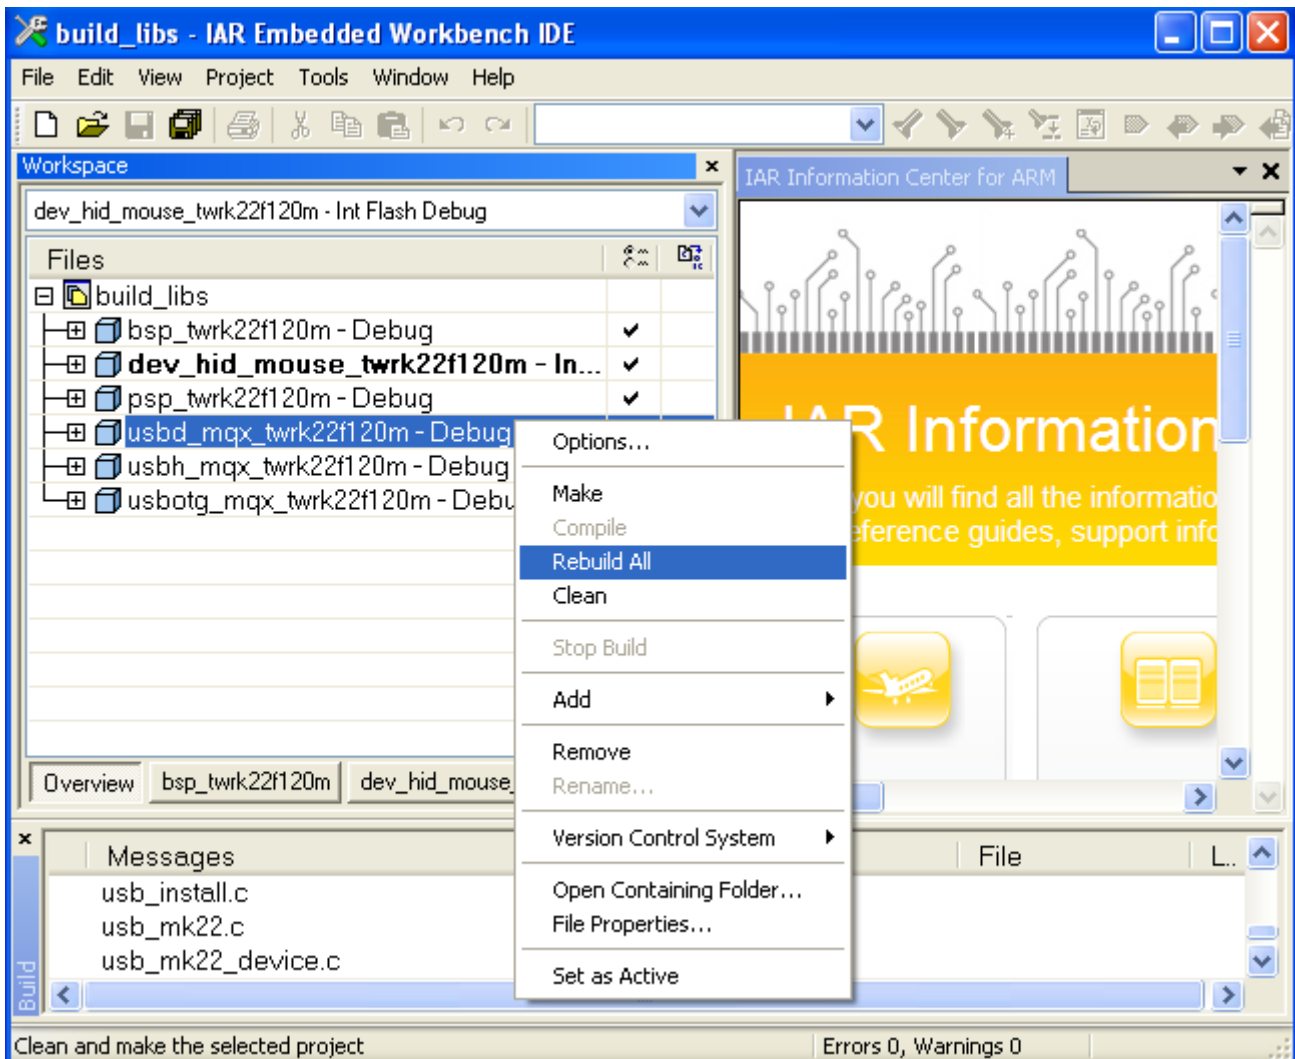 build_libs - IAR Embedded Workbench IDE
File Edit View Project Tools Window Help
Workspace
IAR Information Center for ARM
dev_hid_mouse_twrk22f120m - Int Flash Debug
Files
build_libs
bsp_twrk22f120m - Debug
dev_hid_mouse_twrk22f120m - In...
psp_twrk22f120m - Debug
usbd_mqx_twrk22f120m - Debug
usbh_mqx_twrk22f120m - Debug
usbotg_mqx_twrk22f120m - Debu
Overview bsp_twrk22f120m dev_hid_mouse_
Options...
Make
Compile
Rebuild All
Clean
Stop Build
Add
Remove
Rename...
Version Control System
Open Containing Folder...
File Properties...
Set as Active
IAR Information
you will find all the informatio
eference guides, support info
Build
Messages File L..
usb_install.c
usb_mk22.c
usb_mk22_device.c
Clean and make the selected project Errors 0, Warnings 0